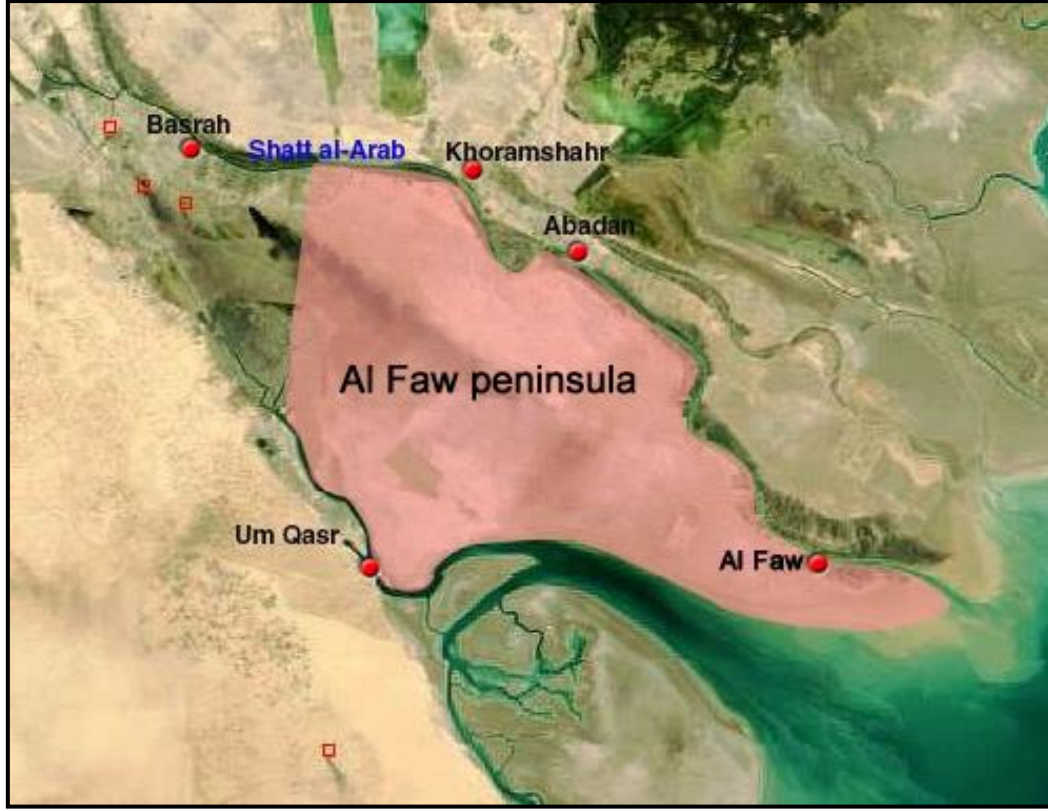 Basrah
Shatt al-Arab
Khoramshahr
Abadan
Al Faw peninsula
Um Qasr
Al Faw